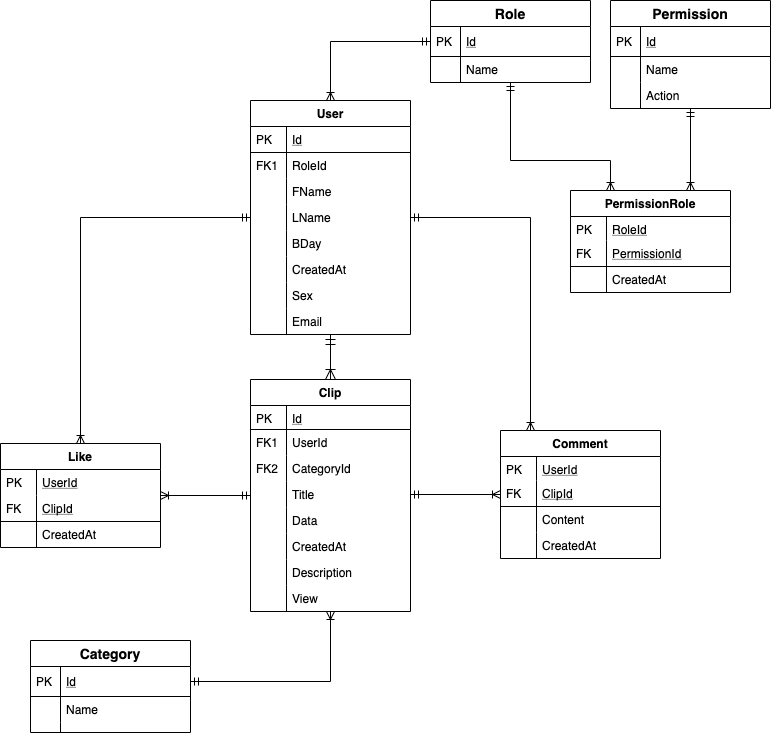 Role
PK Id
Name
Permission
PK Id
Name
Action
User
PK Id
FK1 RoleId
FName
LName
BDay
CreatedAt
Sex
Email
PermissionRole
PK RoleId
FK PermissionId
CreatedAt
Clip
PK Id
FK1 UserId
FK2 CategoryId
Title
Data
CreatedAt
Description
View
Like
PK UserId
FK ClipId
CreatedAt
Comment
PK UserId
FK ClipId
Content
CreatedAt
Category
PK Id
Name